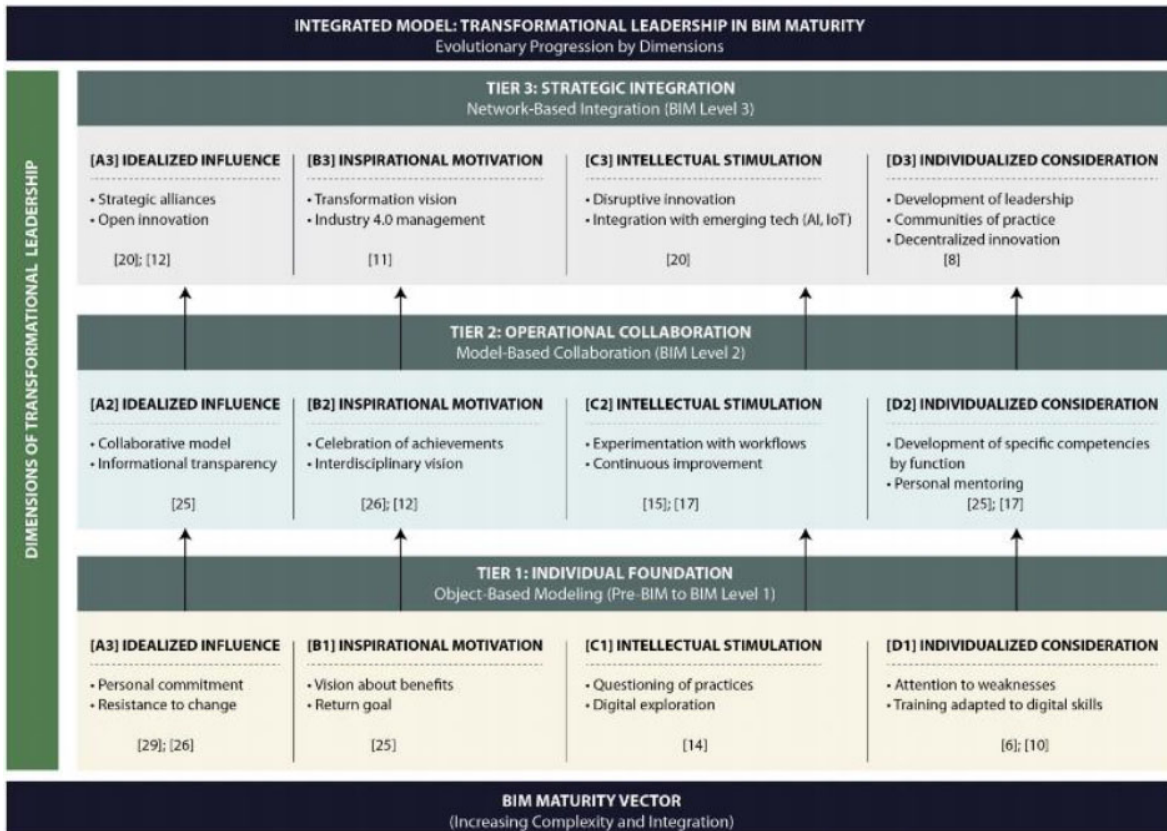 INTEGRATED MODEL: TRANSFORMATIONAL LEADERSHIP IN BIM MATURITY
Evolutionary Progression by Dimensions
DIMENSIONS OF TRANSFORMATIONAL LEADERSHIP
TIER 3: STRATEGIC INTEGRATION
Network-Based Integration (BIM Level 3)
[A3] IDEALIZED INFLUENCE
• Strategic alliances
• Open innovation
[20]; [12]
[B3] INSPIRATIONAL MOTIVATION
• Transformation vision
• Industry 4.0 management
[11]
[C3] INTELLECTUAL STIMULATION
• Disruptive innovation
• Integration with emerging tech (AI, IoT)
[20]
[D3] INDIVIDUALIZED CONSIDERATION
• Development of leadership
• Communities of practice
• Decentralized innovation
[8]
TIER 2: OPERATIONAL COLLABORATION
Model-Based Collaboration (BIM Level 2)
[A2] IDEALIZED INFLUENCE
• Collaborative model
• Informational transparency
[25]
[B2] INSPIRATIONAL MOTIVATION
• Celebration of achievements
• Interdisciplinary vision
[26]; [12]
[C2] INTELLECTUAL STIMULATION
• Experimentation with workflows
• Continuous improvement
[15]; [17]
[D2] INDIVIDUALIZED CONSIDERATION
• Development of specific competencies
by function
• Personal mentoring
[25]; [17]
TIER 1: INDIVIDUAL FOUNDATION
Object-Based Modeling (Pre-BIM to BIM Level 1)
[A3] IDEALIZED INFLUENCE
• Personal commitment
• Resistance to change
[29]; [26]
[B1] INSPIRATIONAL MOTIVATION
• Vision about benefits
• Return goal
[25]
[C1] INTELLECTUAL STIMULATION
• Questioning of practices
• Digital exploration
[14]
[D1] INDIVIDUALIZED CONSIDERATION
• Attention to weaknesses
• Training adapted to digital skills
[6]; [10]
BIM MATURITY VECTOR
(Increasing Complexity and Integration)